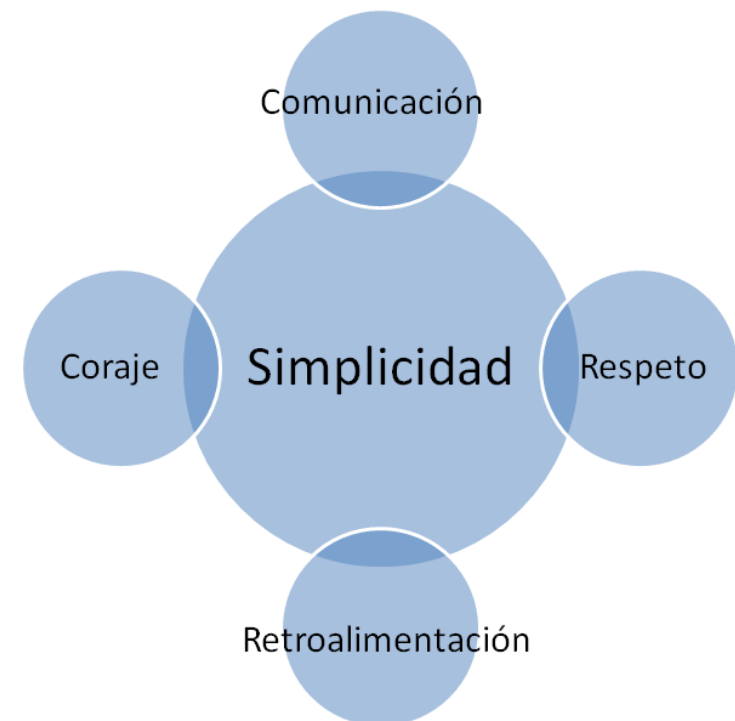 Comunicación
Coraje
Simplicidad
Respeto
Retroalimentación